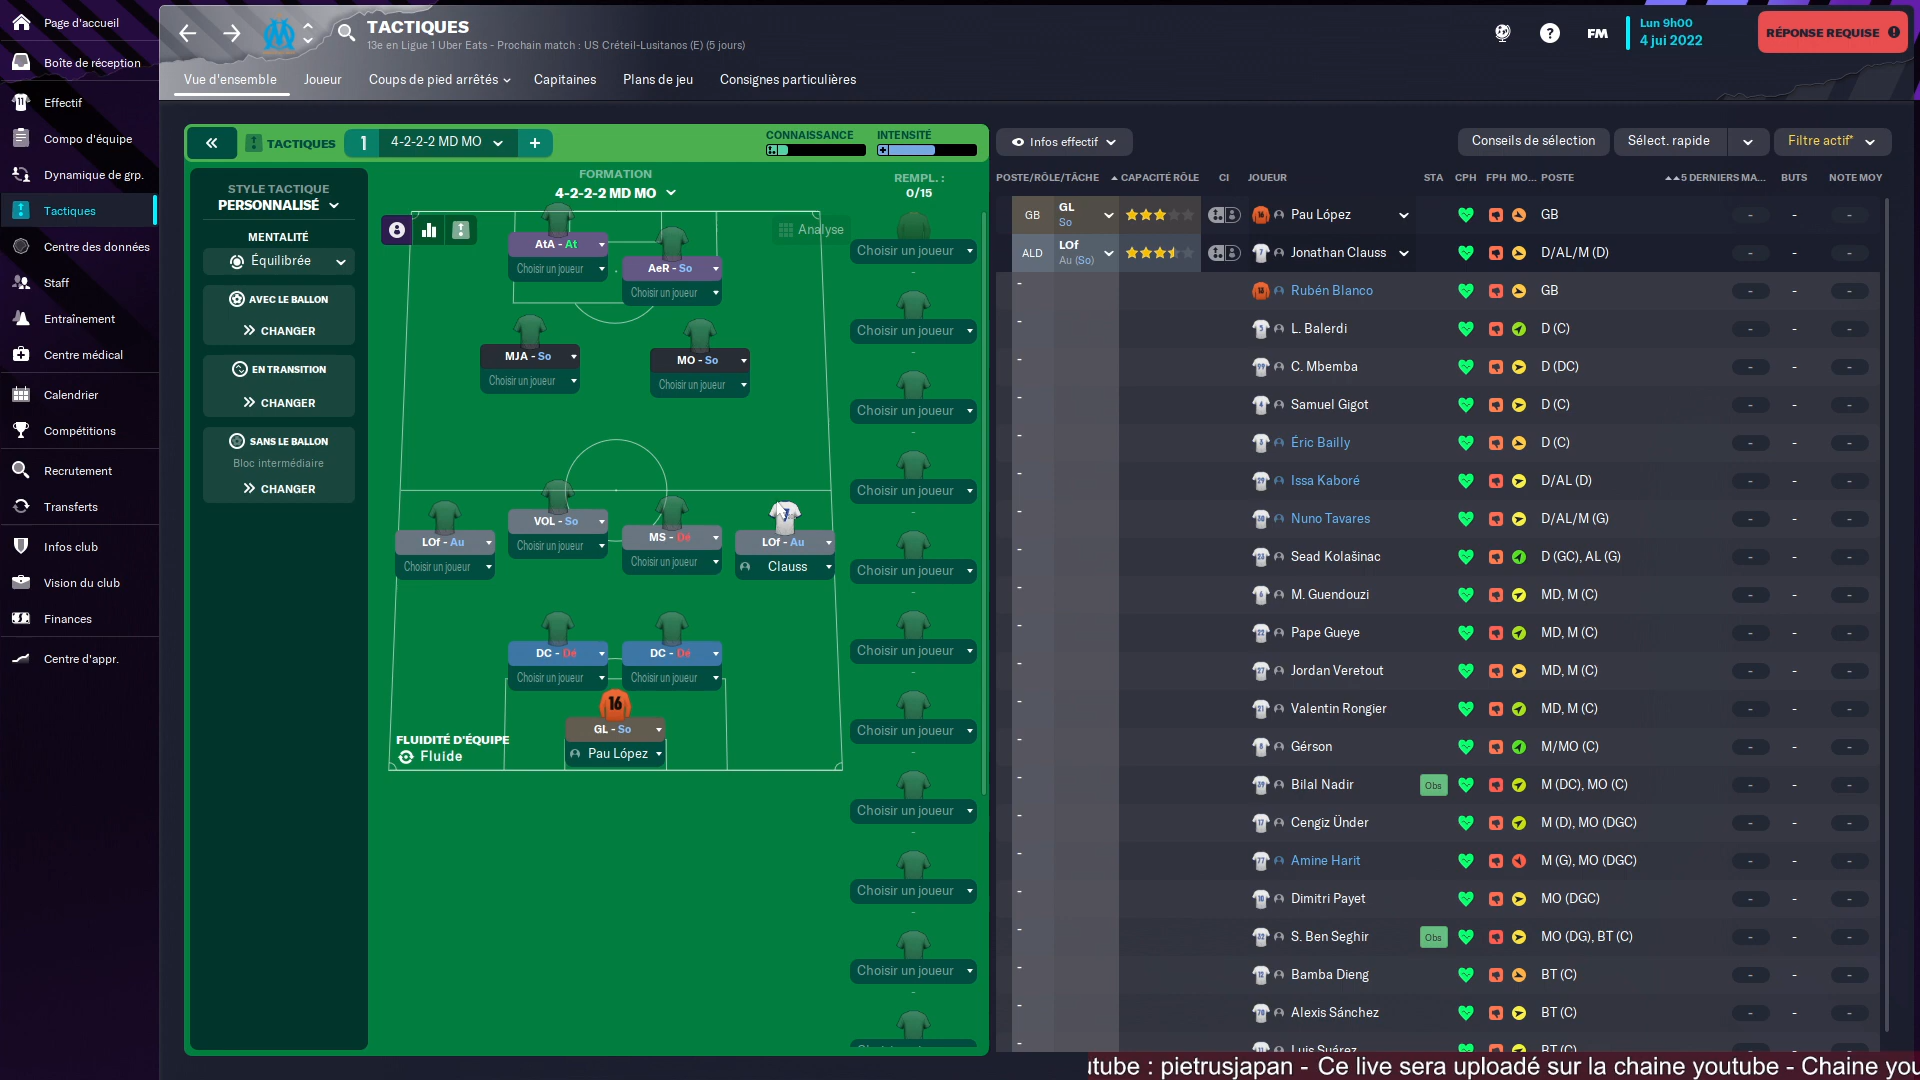 Page d'accueil
Boîte de réception
Effectif
Compo d'équipe
Dynamique de grp.
Tactiques
Centre des données
Staff
Entraînement
Centre médical
Calendrier
Compétitions
Recrutement
Transferts
Infos club
Vision du club
Finances
Centre d'appr.
TACTIQUES
13e en Ligue 1 Uber Eats - Prochain match : US Créteil-Lusitanos (E) (5 jours)
FM
Lun 9h00
4 jui 2022
RÉPONSE REQUISE
Vue d'ensemble Joueur Coups de pied arrêtés Capitaines Plans de jeu Consignes particulières
TACTIQUES 1 4-2-2-2 MD MO +
CONNAISSANCE INTENSITÉ
STYLE TACTIQUE
PERSONNALISÉ
MENTALITÉ
Équilibrée
AVEC LE BALLON
CHANGER
EN TRANSITION
CHANGER
SANS LE BALLON
Bloc intermédiaire
CHANGER
FORMATION
4-2-2-2 MD MO
Analyse
AtA - At
Choisir un joueur
AeR - So
Choisir un joueur
MJA - So
Choisir un joueur
MO - So
Choisir un joueur
LOf - Au
Choisir un joueur
VOL - So
Choisir un joueur
MS - Dé
Choisir un joueur
7
LOf - Au
Clauss
DC - Dé
Choisir un joueur
DC - Dé
Choisir un joueur
16
GL - So
Pau López
FLUIDITÉ D'ÉQUIPE
Fluide
REMPL. :
0/15
Choisir un joueur
-
Choisir un joueur
-
Choisir un joueur
-
Choisir un joueur
-
Choisir un joueur
-
Choisir un joueur
-
Choisir un joueur
-
Choisir un joueur
-
Choisir un joueur
-
Choisir un joueur
-
Infos effectif
Conseils de sélection Sélect. rapide Filtre actif*
POSTE/RÔLE/TÂCHE CAPACITÉ RÔLE CI JOUEUR STA CPH FPH MO... POSTE 5 DERNIERS MA... BUTS NOTE MOY
GB GL So Pau López GB - - -
ALD LOf Au (So) Jonathan Clauss D/AL/M (D) - - -
- Rubén Blanco GB - - -
- L. Balerdi D (C) - - -
- C. Mbemba D (DC) - - -
- Samuel Gigot D (C) - - -
- Éric Bailly D (C) - - -
- Issa Kaboré D/AL (D) - - -
- Nuno Tavares D/AL/M (G) - - -
- Sead Kolašinac D (GC), AL (G) - - -
- M. Guendouzi MD, M (C) - - -
- Pape Gueye MD, M (C) - - -
- Jordan Veretout MD, M (C) - - -
- Valentin Rongier MD, M (C) - - -
- Gérson M/MO (C) - - -
- Bilal Nadir Obs M (DC), MO (C) - - -
- Cengiz Ünder M (D), MO (DGC) - - -
- Amine Harit M (G), MO (DGC) - - -
- Dimitri Payet MO (DGC) - - -
- S. Ben Seghir Obs MO (DG), BT (C) - - -
- Bamba Dieng BT (C) - - -
- Alexis Sánchez BT (C) - - -
- Luis Suárez BT (C) - - -
utube : pietrusjapan - Ce live sera uploadé sur la chaine youtube - Chaine you